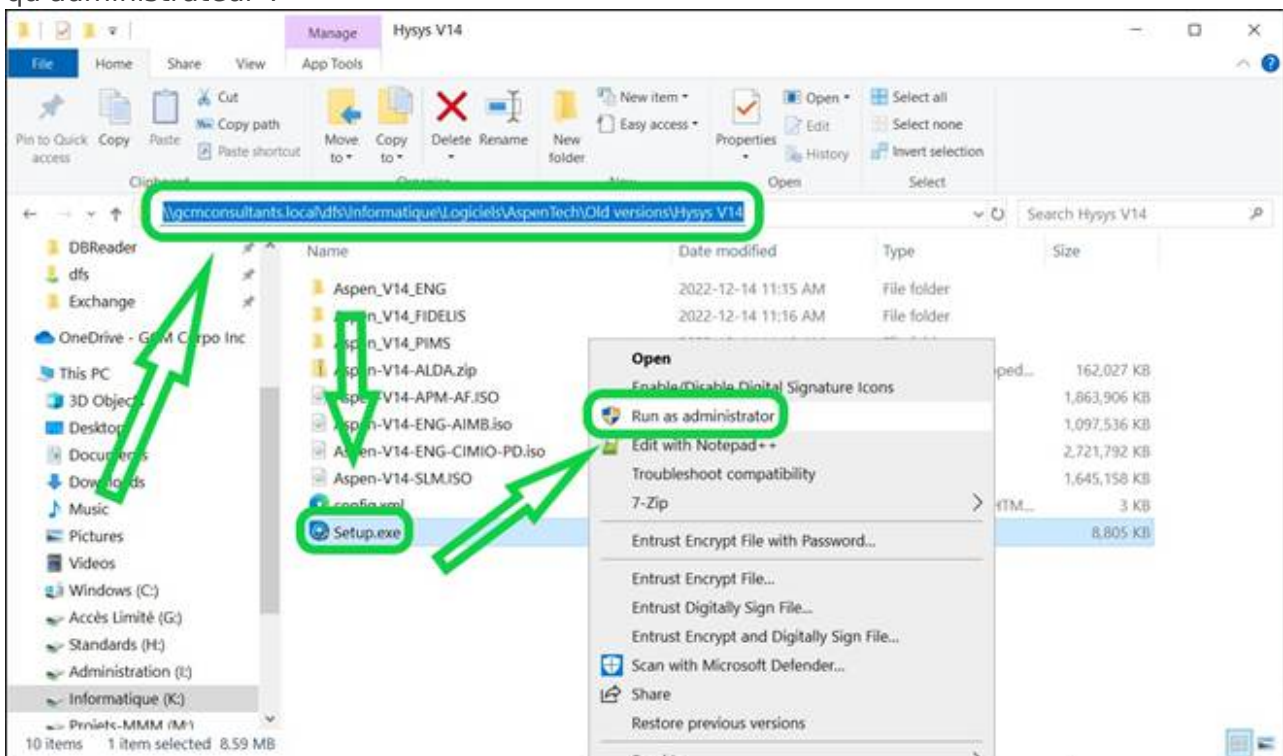 qu'administrateur".
Manage Hysys V14
File Home Share View App Tools
Pin to Quick access Copy Paste Cut Copy path Paste shortcut
Move to Copy to Delete Rename New folder
New item Easy access
Properties Open Edit History
Select all Select none Invert selection
Clipboard Open Select
\\gcmconsultants.local\dfs\Informatique\Logiciels\AspenTech\Old versions\Hysys V14 Search Hysys V14
DBReader
dfs
Exchange
OneDrive - GCM Corpo Inc
This PC
3D Objects
Desktop
Documents
Downloads
Music
Pictures
Videos
Windows (C:)
Accès Limité (G:)
Standards (H:)
Administration (I:)
Informatique (K:)
Projets-MMM (M:)
Name Date modified Type Size
Aspen_V14_ENG 2022-12-14 11:15 AM File folder
Aspen_V14_FIDELIS 2022-12-14 11:16 AM File folder
Aspen_V14_PIMS
Aspen-V14-ALDA.zip 162,027 KB
Aspen-V14-APM-AF.ISO 1,863,906 KB
Aspen-V14-ENG-AIMB.iso 1,097,536 KB
Aspen-V14-ENG-CIMIO-PD.iso 2,721,792 KB
Aspen-V14-SLM.ISO 1,645,158 KB
config.xml 3 KB
Setup.exe 8,805 KB
Open
Enable/Disable Digital Signature Icons
Run as administrator
Edit with Notepad++
Troubleshoot compatibility
7-Zip
Entrust Encrypt File with Password...
Entrust Encrypt File...
Entrust Digitally Sign File...
Entrust Encrypt and Digitally Sign File...
Scan with Microsoft Defender...
Share
Restore previous versions
10 items 1 item selected 8.59 MB